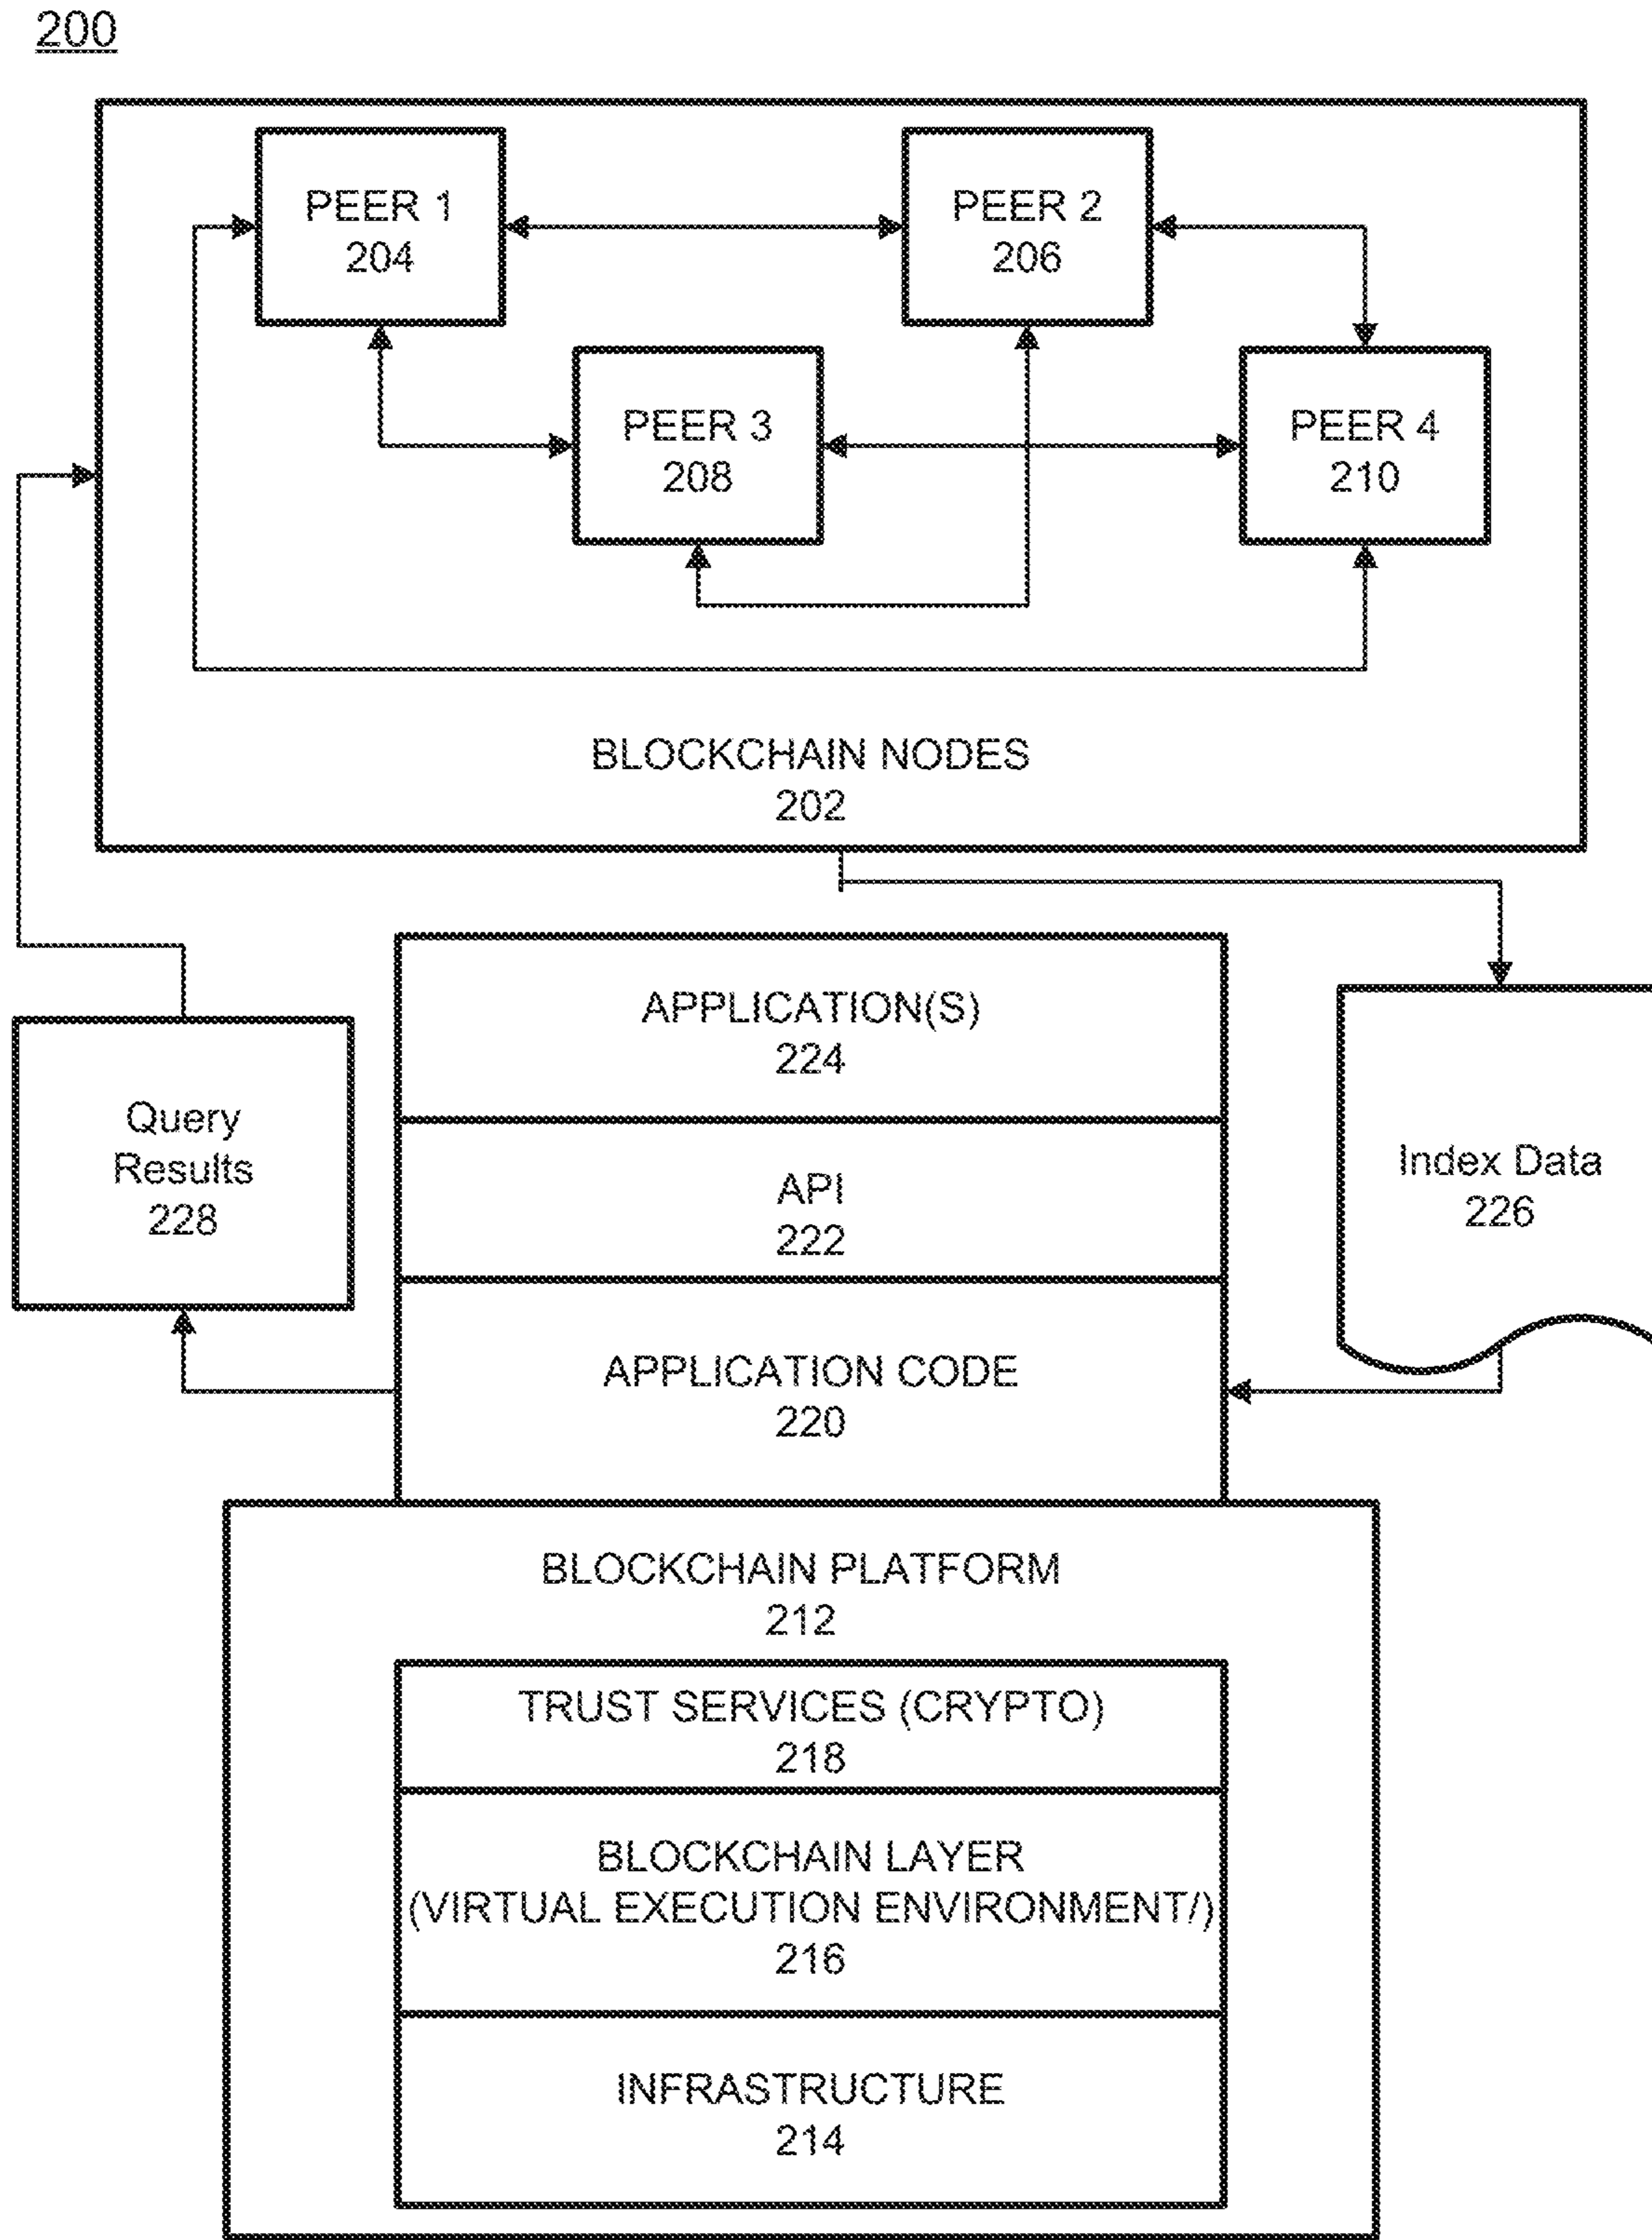 200
PEER 1
204
PEER 2
206
PEER 3
208
PEER 4
210
BLOCKCHAIN NODES
202
APPLICATION(S)
224
API
222
Query
Results
228
Index Data
226
APPLICATION CODE
220
BLOCKCHAIN PLATFORM
212
TRUST SERVICES (CRYPTO)
218
BLOCKCHAIN LAYER
(VIRTUAL EXECUTION ENVIRONMENT/)
216
INFRASTRUCTURE
214